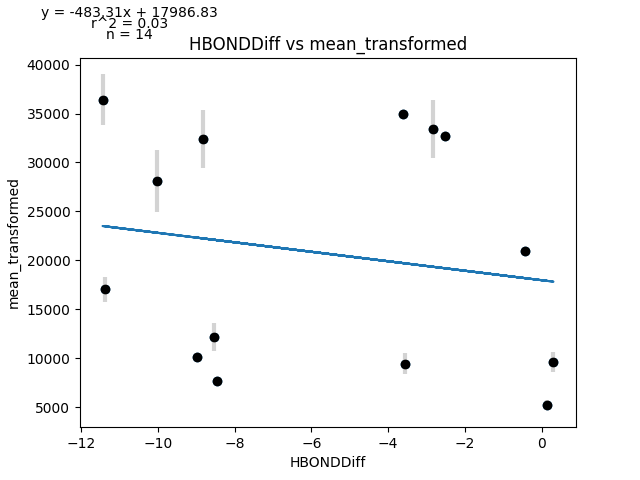 y = -483.31x + 17986.83
r^2 = 0.03
n = 14
HBONDDiff vs mean_transformed
40000
35000
30000
25000
20000
15000
10000
5000
mean_transformed
−12
−10
−8
−6
−4
−2
0
HBONDDiff